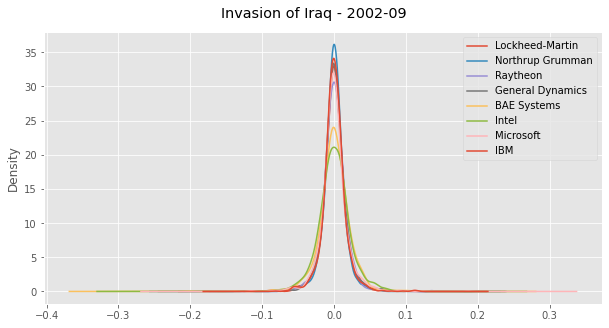 Invasion of Iraq - 2002-09
Density
35
30
25
20
15
10
5
0
−0.4
−0.3
−0.2
−0.1
0.0
0.1
0.2
0.3
Lockheed-Martin
Northrup Grumman
Raytheon
General Dynamics
BAE Systems
Intel
Microsoft
IBM